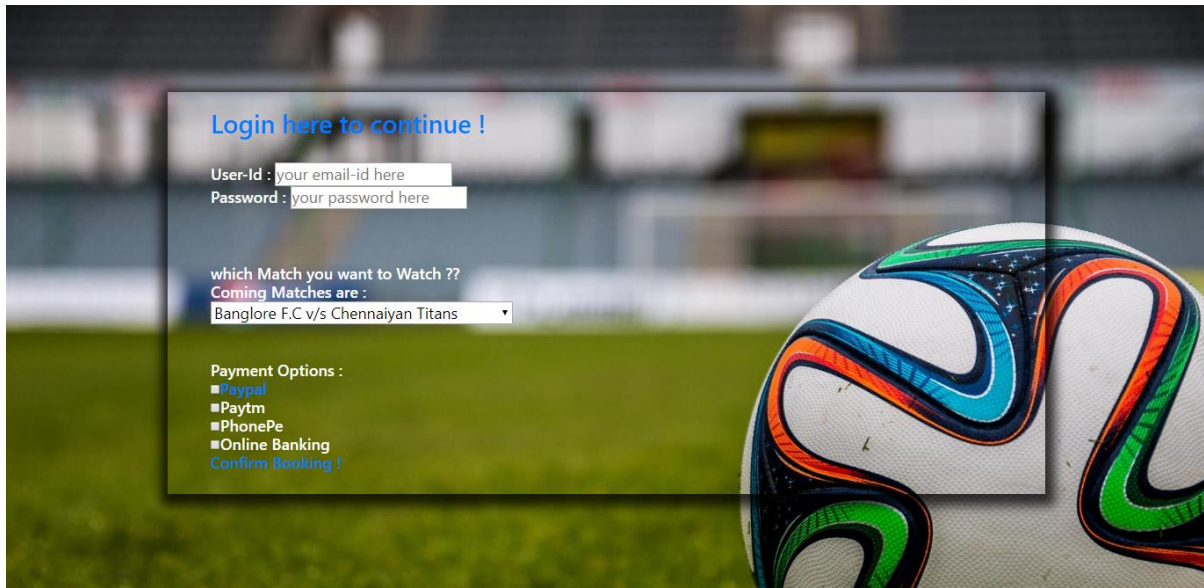 Login here to continue !
User-Id : your email-id here
Password : your password here
which Match you want to Watch ??
Coming Matches are :
Banglore F.C v/s Chennaiyan Titans
Payment Options :
Paypal
Paytm
PhonePe
Online Banking
Confirm Booking !